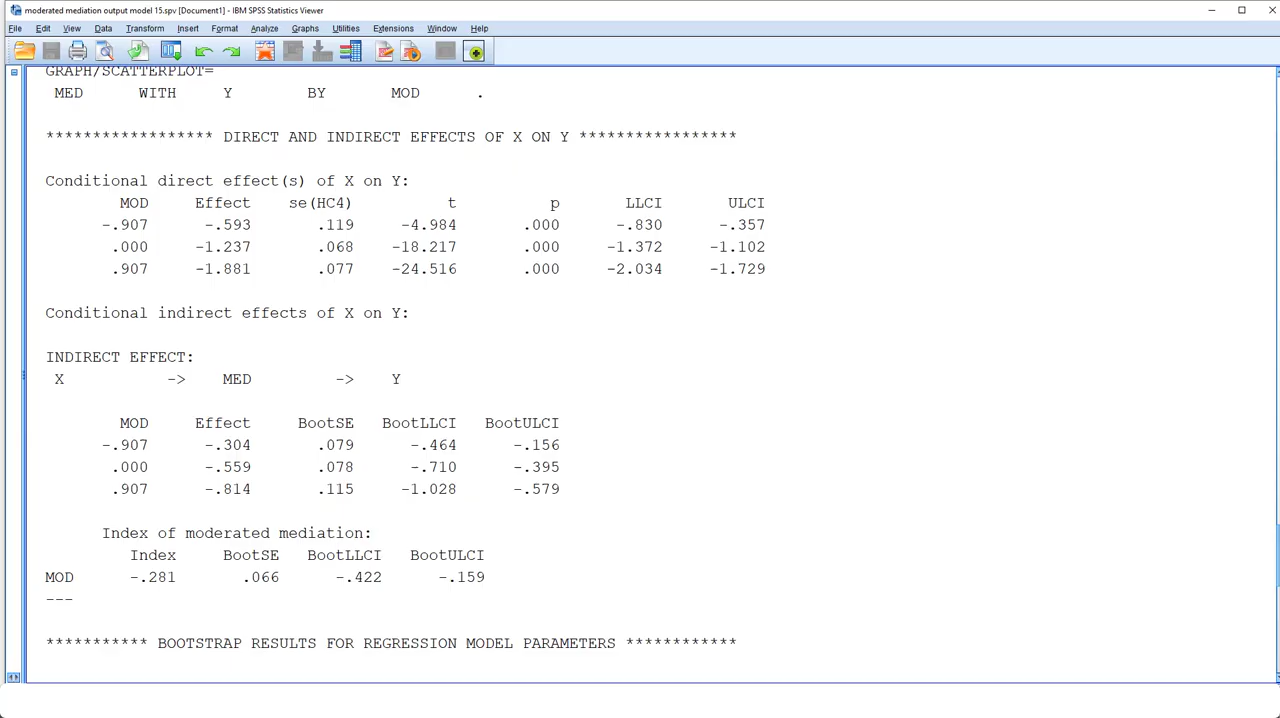 moderated mediation output model 15.spv [Document1] - IBM SPSS Statistics Viewer
File Edit View Data Transform Insert Format Analyze Graphs Utilities Extensions Window Help
GRAPH/SCATTERPLOT=
MED WITH Y BY MOD .
****************** DIRECT AND INDIRECT EFFECTS OF X ON Y *****************
Conditional direct effect(s) of X on Y:
MOD Effect se(HC4) t p LLCI ULCI
-.907 -.593 .119 -4.984 .000 -.830 -.357
.000 -1.237 .068 -18.217 .000 -1.372 -1.102
.907 -1.881 .077 -24.516 .000 -2.034 -1.729
Conditional indirect effects of X on Y:
INDIRECT EFFECT:
X -> MED -> Y
MOD Effect BootSE BootLLCI BootULCI
-.907 -.304 .079 -.464 -.156
.000 -.559 .078 -.710 -.395
.907 -.814 .115 -1.028 -.579
Index of moderated mediation:
Index BootSE BootLLCI BootULCI
MOD -.281 .066 -.422 -.159
---
*********** BOOTSTRAP RESULTS FOR REGRESSION MODEL PARAMETERS ************